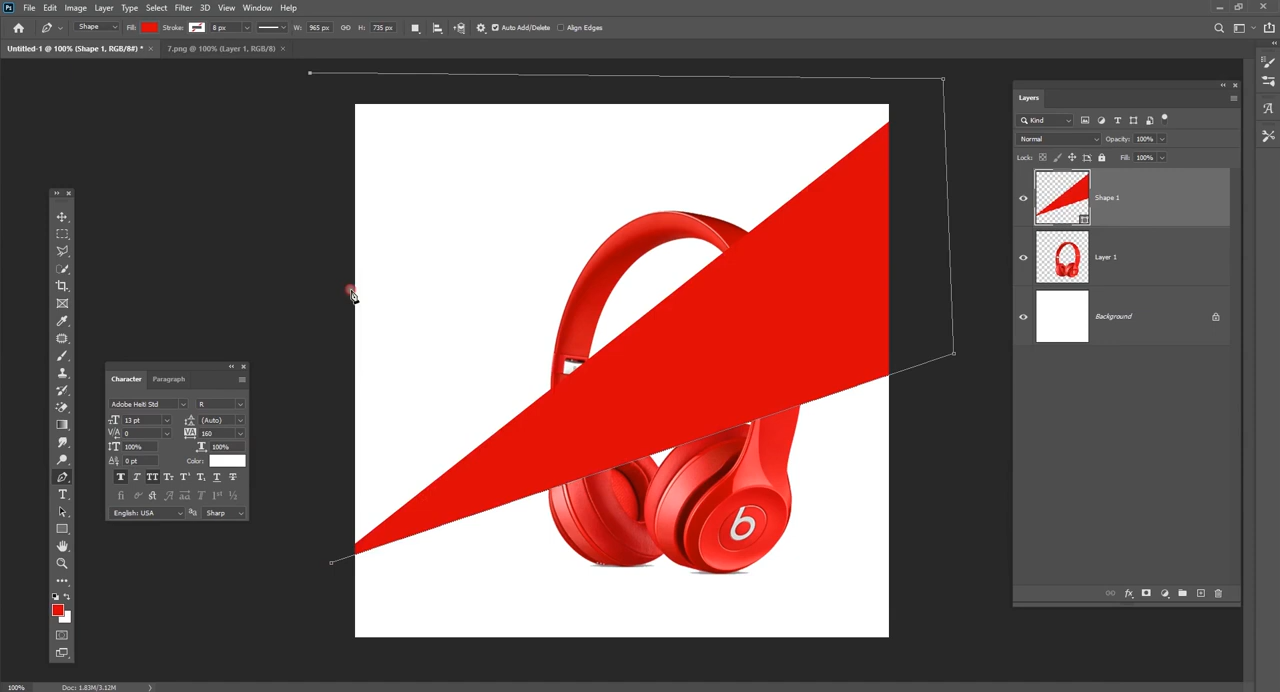 Ps File Edit Image Layer Type Select Filter 3D View Window Help
Shape Fill: Stroke: 8 px W: 965 px H: 735 px Auto Add/Delete Align Edges
Untitled-1 @ 100% (Shape 1, RGB/8#) * × 7.png @ 100% (Layer 1, RGB/8) ×
Layers
Kind
Normal Opacity: 100%
Lock: Fill: 100%
Shape 1
Layer 1
Background
Character Paragraph
Adobe Heiti Std R
13 pt (Auto)
0 160
100% 100%
0 pt Color:
English: USA Sharp
b
100% Doc: 1.83M/3.12M